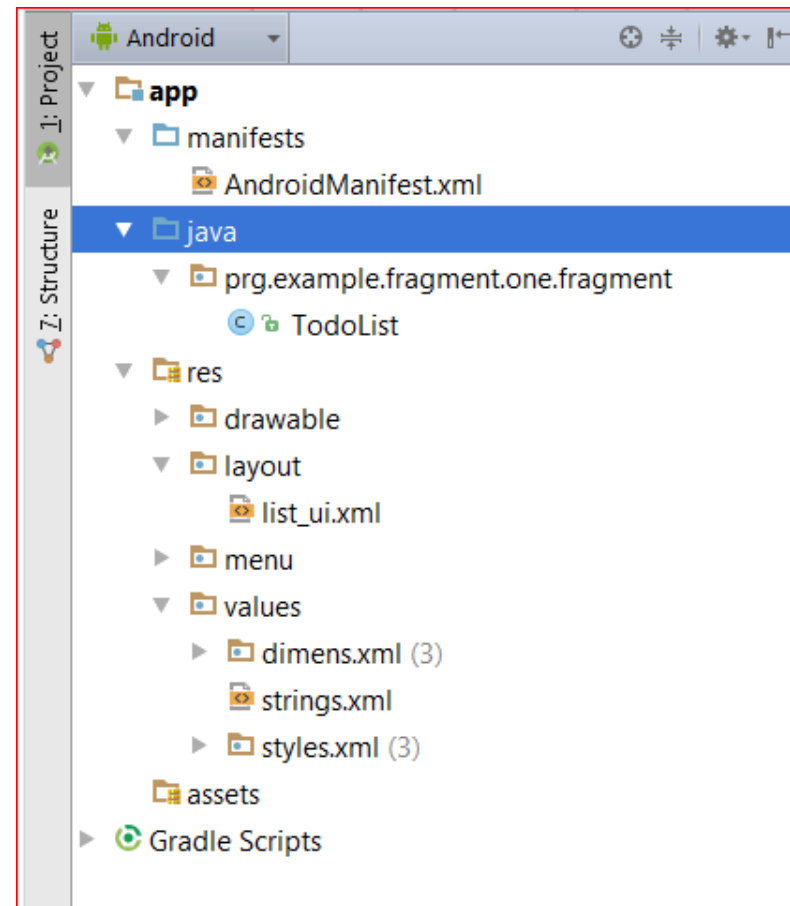 1: Project
7: Structure
Android
app
manifests
AndroidManifest.xml
java
prg.example.fragment.one.fragment
C TodoList
res
drawable
layout
list_ui.xml
menu
values
dimens.xml (3)
strings.xml
styles.xml (3)
assets
Gradle Scripts